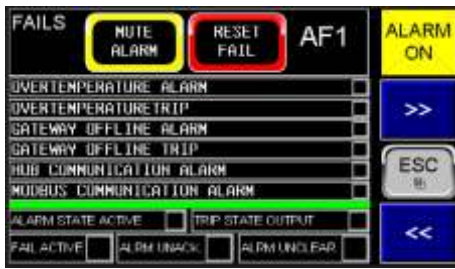 FAILS
MUTE ALARM
RESET FAIL
AF1
ALARM ON
OVERTEMPERATURE ALARM
OVERTEMPERATURETRIP
>>
GATEWAY OFFLINE ALARM
GATEWAY OFFLINE TRIP
HUB COMMUNICATION ALARM
ESC
MODBUS COMMUNICATION ALARM
ALARM STATE ACTIVE
TRIP STATE OUTPUT
<<
FAIL ACTIVE
ALRM UNACK.
ALRM UNCLEAR.